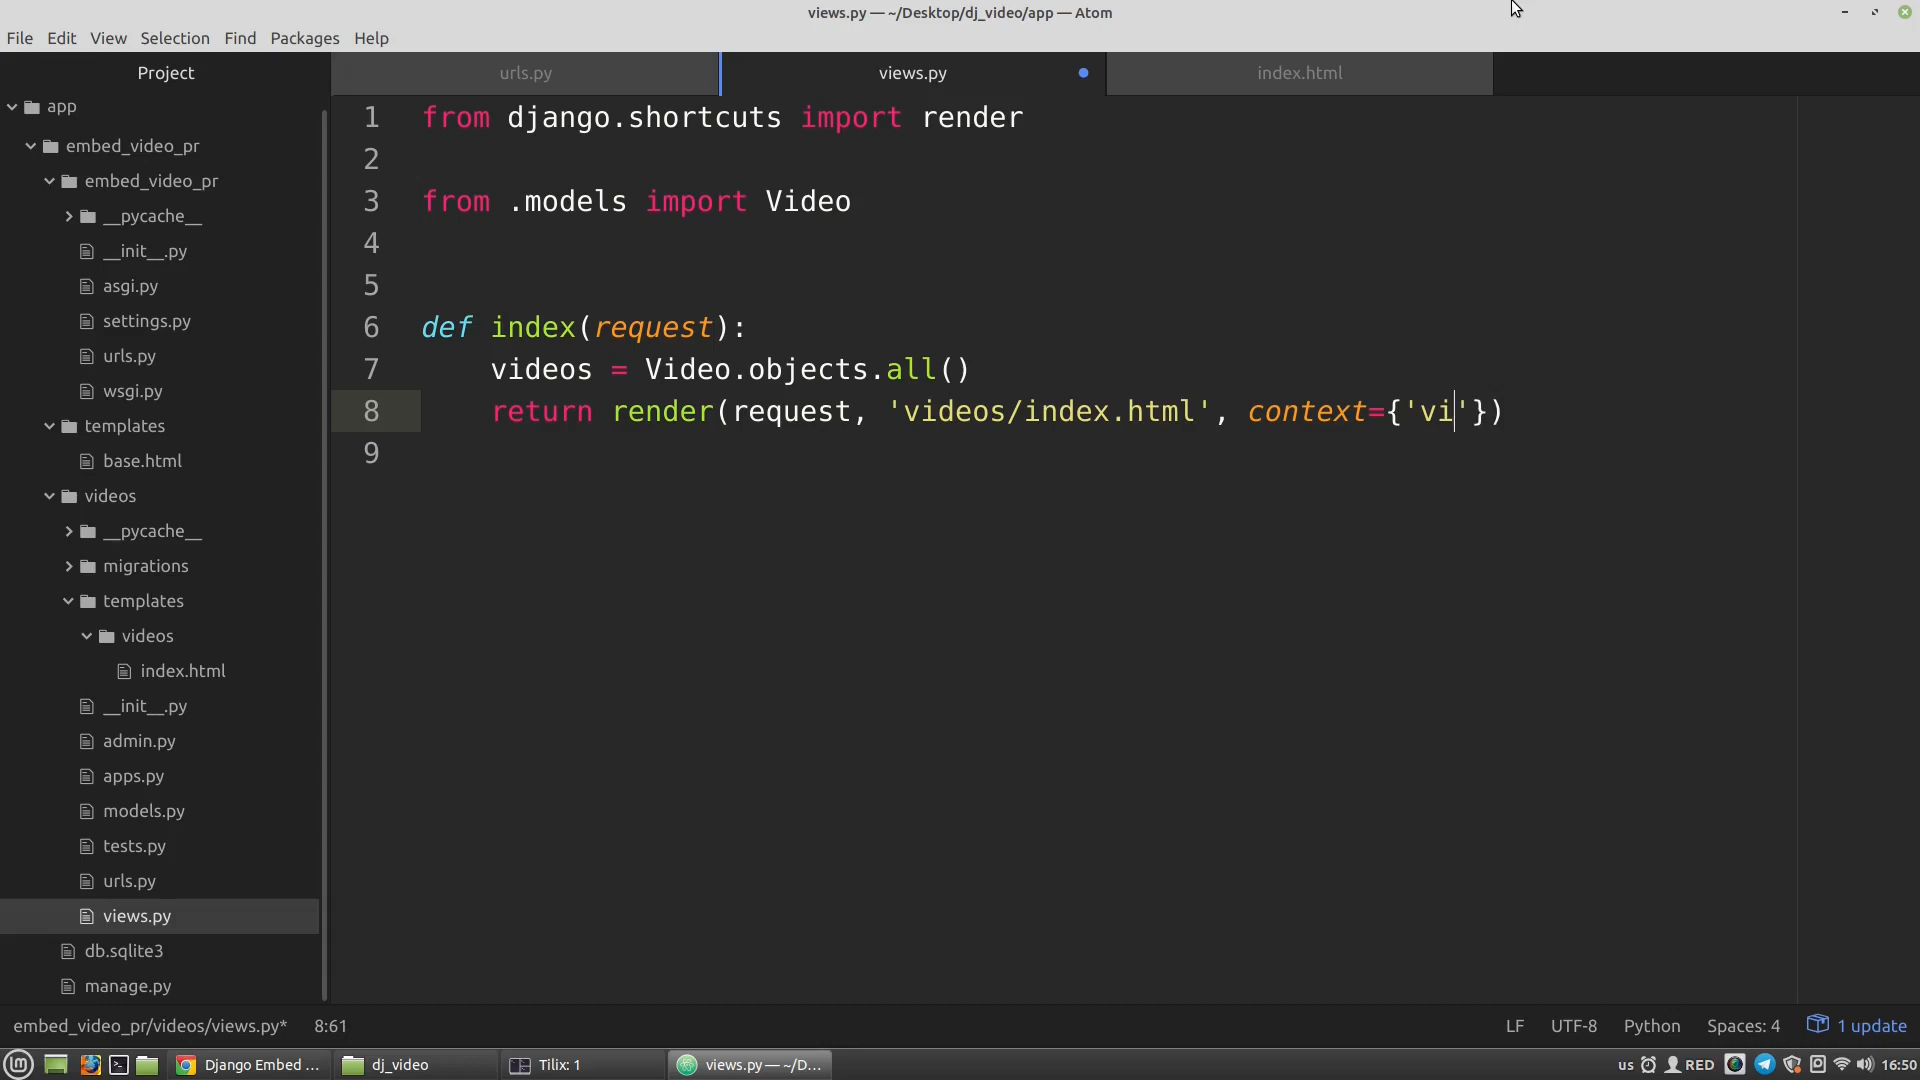 views.py — ~/Desktop/dj_video/app — Atom
File Edit View Selection Find Packages Help
Project
urls.py
views.py
index.html
app
embed_video_pr
embed_video_pr
__pycache__
__init__.py
asgi.py
settings.py
urls.py
wsgi.py
templates
base.html
videos
__pycache__
migrations
templates
videos
index.html
__init__.py
admin.py
apps.py
models.py
tests.py
urls.py
views.py
db.sqlite3
manage.py
1 from django.shortcuts import render
2
3 from .models import Video
4
5
6 def index(request):
7     videos = Video.objects.all()
8     return render(request, 'videos/index.html', context={'vi'})
9
embed_video_pr/videos/views.py* 8:61
LF UTF-8 Python Spaces: 4 1 update
Django Embed ... dj_video Tilix: 1 views.py — ~/D... us RED 16:50